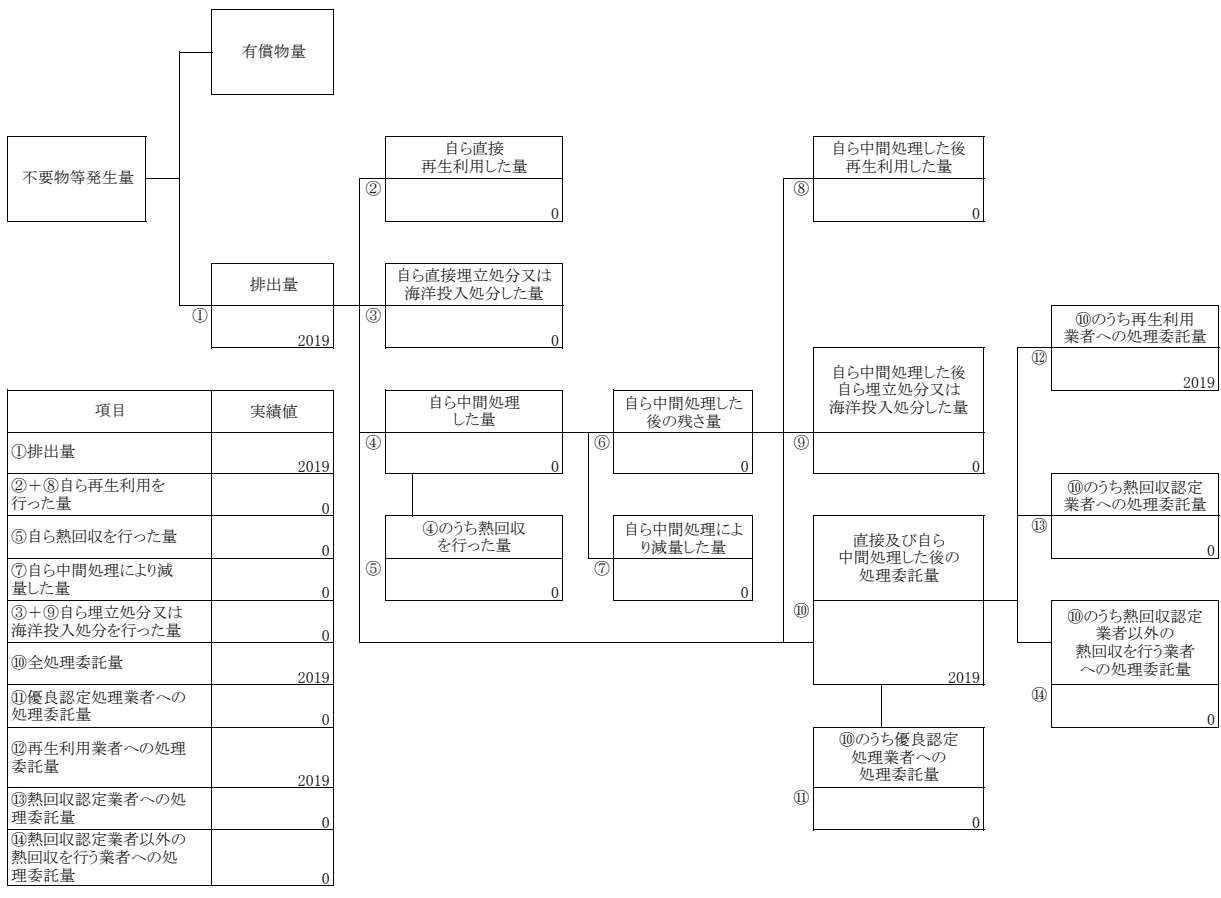 有償物量
不要物等発生量
自ら直接
再生利用した量
②
0
自ら中間処理した後
再生利用した量
⑧
0
排出量
①
2019
自ら直接埋立処分又は
海洋投入処分した量
③
0
⑩のうち再生利用
業者への処理委託量
⑫
2019
自ら中間処理
した量
④
0
自ら中間処理した
後の残さ量
⑥
0
自ら中間処理した後
自ら埋立処分又は
海洋投入処分した量
⑨
0
⑩のうち熱回収認定
業者への処理委託量
⑬
0
④のうち熱回収
を行った量
⑤
0
自ら中間処理によ
り減量した量
⑦
0
直接及び自ら
中間処理した後の
処理委託量
⑩
2019
⑩のうち熱回収認定
業者以外の
熱回収を行う業者
への処理委託量
⑭
0
⑩のうち優良認定
処理業者への
処理委託量
⑪
0
項目 実績値
①排出量
2019
②＋⑧自ら再生利用を
行った量
0
⑤自ら熱回収を行った量
0
⑦自ら中間処理により減
量した量
0
③＋⑨自ら埋立処分又は
海洋投入処分を行った量
0
⑩全処理委託量
2019
⑪優良認定処理業者への
処理委託量
0
⑫再生利用業者への処理
委託量
2019
⑬熱回収認定業者への処
理委託量
0
⑭熱回収認定業者以外の
熱回収を行う業者への処
理委託量
0